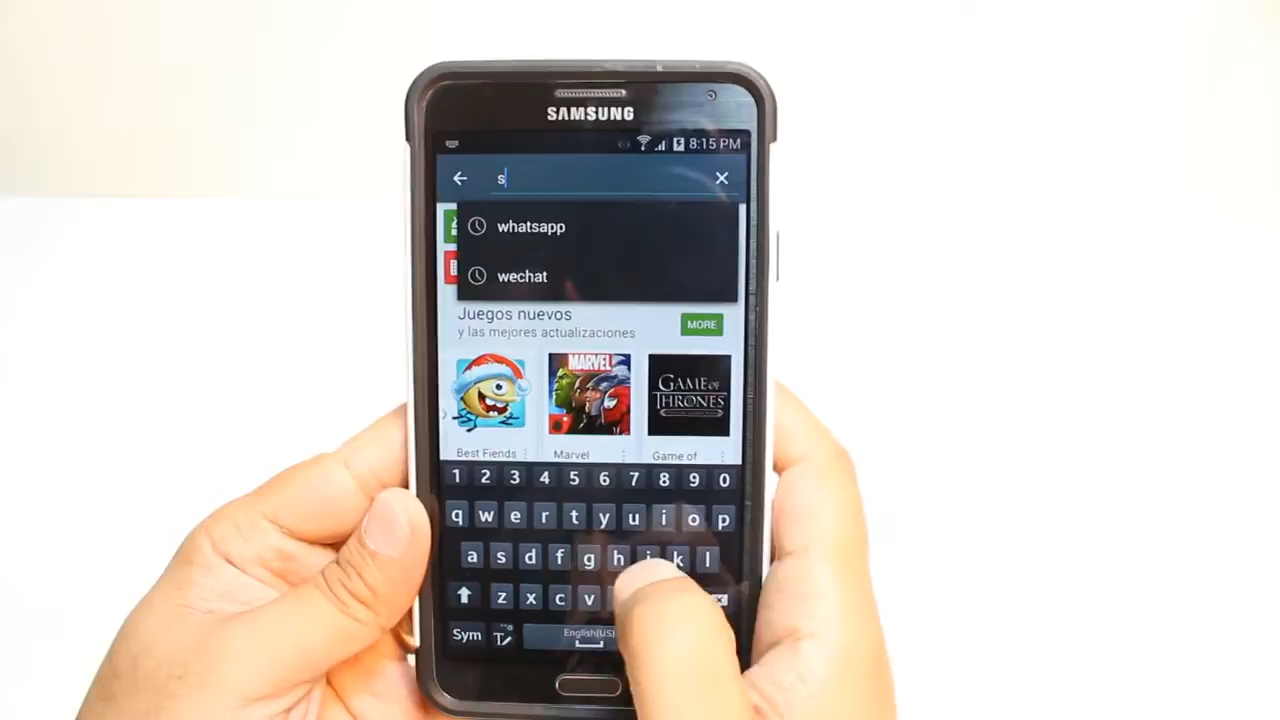 SAMSUNG
8:15 PM
s
whatsapp
wechat
Juegos nuevos
y las mejores actualizaciones
MORE
MARVEL
GAME OF
THRONES
Best Fiends
Marvel
Game of
1 2 3 4 5 6 7 8 9 0
q w e r t y u i o p
a s d f g h j k l
z x c v
Sym
English(US)